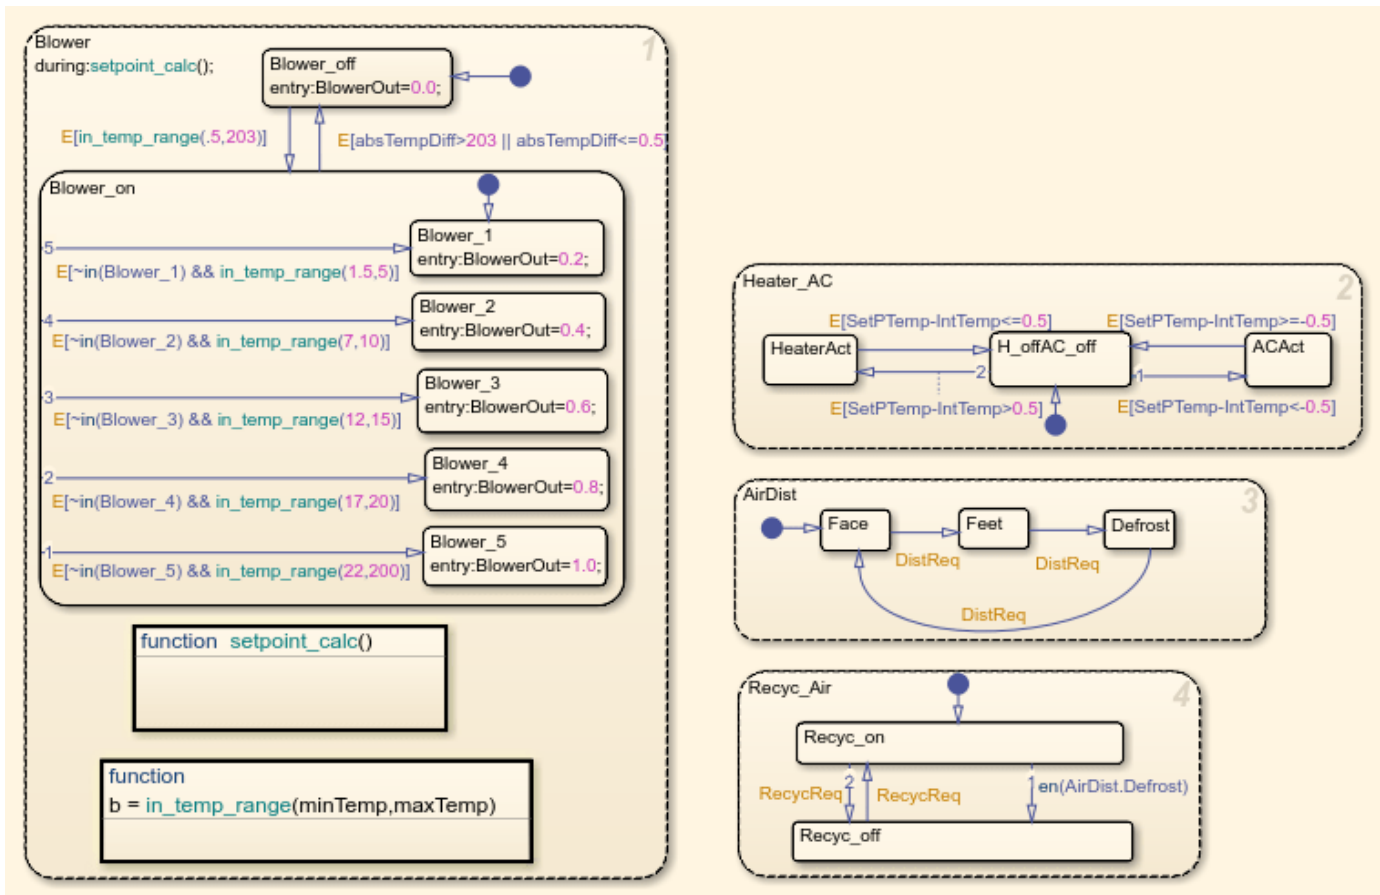 Blower
1
during:setpoint_calc();
Blower_off
entry:BlowerOut=0.0;
E[in_temp_range(.5,203)]
E[absTempDiff>203 || absTempDiff<=0.5]
Blower_on
5
Blower_1
entry:BlowerOut=0.2;
E[~in(Blower_1) && in_temp_range(1.5,5)]
4
Blower_2
entry:BlowerOut=0.4;
E[~in(Blower_2) && in_temp_range(7,10)]
3
Blower_3
entry:BlowerOut=0.6;
E[~in(Blower_3) && in_temp_range(12,15)]
2
Blower_4
entry:BlowerOut=0.8;
E[~in(Blower_4) && in_temp_range(17,20)]
1
Blower_5
entry:BlowerOut=1.0;
E[~in(Blower_5) && in_temp_range(22,200)]
function setpoint_calc()
function
b = in_temp_range(minTemp,maxTemp)
Heater_AC
2
E[SetPTemp-IntTemp<=0.5]
E[SetPTemp-IntTemp>=-0.5]
HeaterAct
H_offAC_off
ACAct
2
1
E[SetPTemp-IntTemp>0.5]
E[SetPTemp-IntTemp<-0.5]
AirDist
3
Face
Feet
Defrost
DistReq
DistReq
DistReq
Recyc_Air
4
Recyc_on
2
1
RecycReq
RecycReq
en(AirDist.Defrost)
Recyc_off